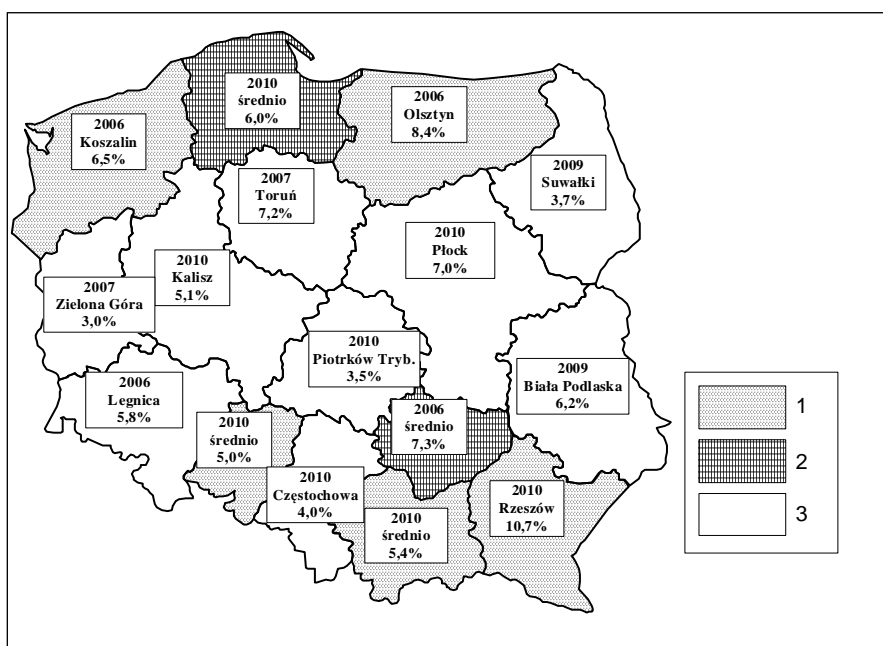 2010
średnio
6,0%
2006
Olsztyn
8,4%
2006
Koszalin
6,5%
2007
Toruń
7,2%
2009
Suwałki
3,7%
2010
Płock
7,0%
2010
Kalisz
5,1%
2007
Zielona Góra
3,0%
2010
Piotrków Tryb.
3,5%
2009
Biała Podlaska
6,2%
2006
Legnica
5,8%
2010
średnio
5,0%
2006
średnio
7,3%
2010
Częstochowa
4,0%
2010
Rzeszów
10,7%
2010
średnio
5,4%
1
2
3